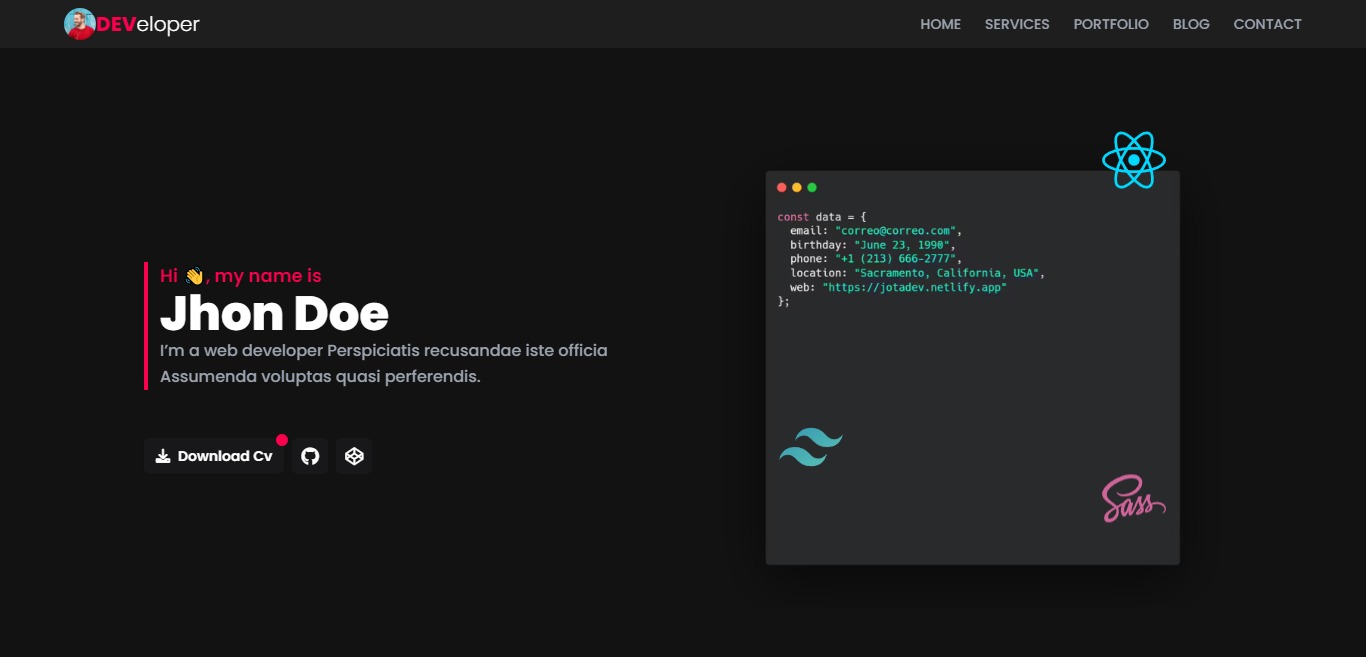 DEVeloper
HOME SERVICES PORTFOLIO BLOG CONTACT
Hi 👋, my name is
Jhon Doe
I'm a web developer Perspiciatis recusandae iste officia
Assumenda voluptas quasi perferendis.
Download Cv
const data = {
  email: "correo@correo.com",
  birthday: "June 23, 1990",
  phone: "+1 (213) 666-2777",
  location: "Sacramento, California, USA",
  web: "https://jotadev.netlify.app"
};
Sass